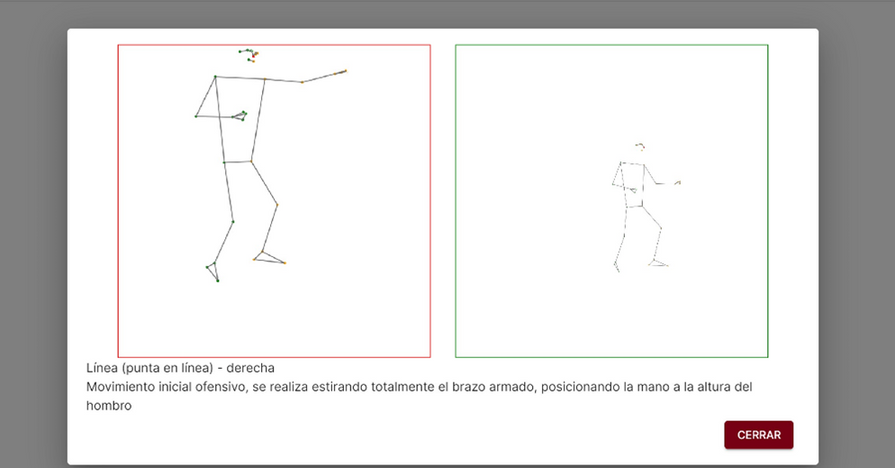 Línea (punta en línea) - derecha
Movimiento inicial ofensivo, se realiza estirando totalmente el brazo armado, posicionando la mano a la altura del
hombro
CERRAR